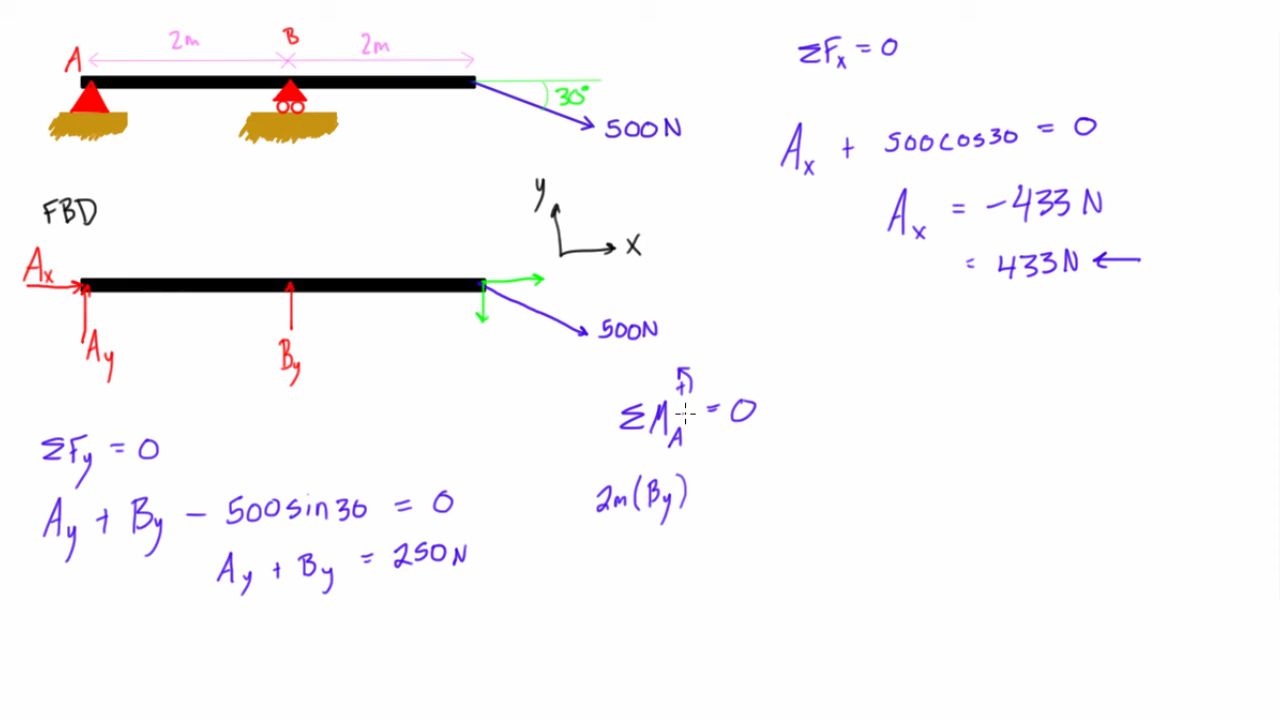 2m B 2m
A
30°
500N
FBD
y
x
Ax
Ay
By
500N
ΣFy = 0
Ay + By - 500sin30 = 0
Ay + By = 250N
ΣMA = 0
+
2m(By)
ΣFx = 0
Ax + 500cos30 = 0
Ax = -433 N
= 433N ←